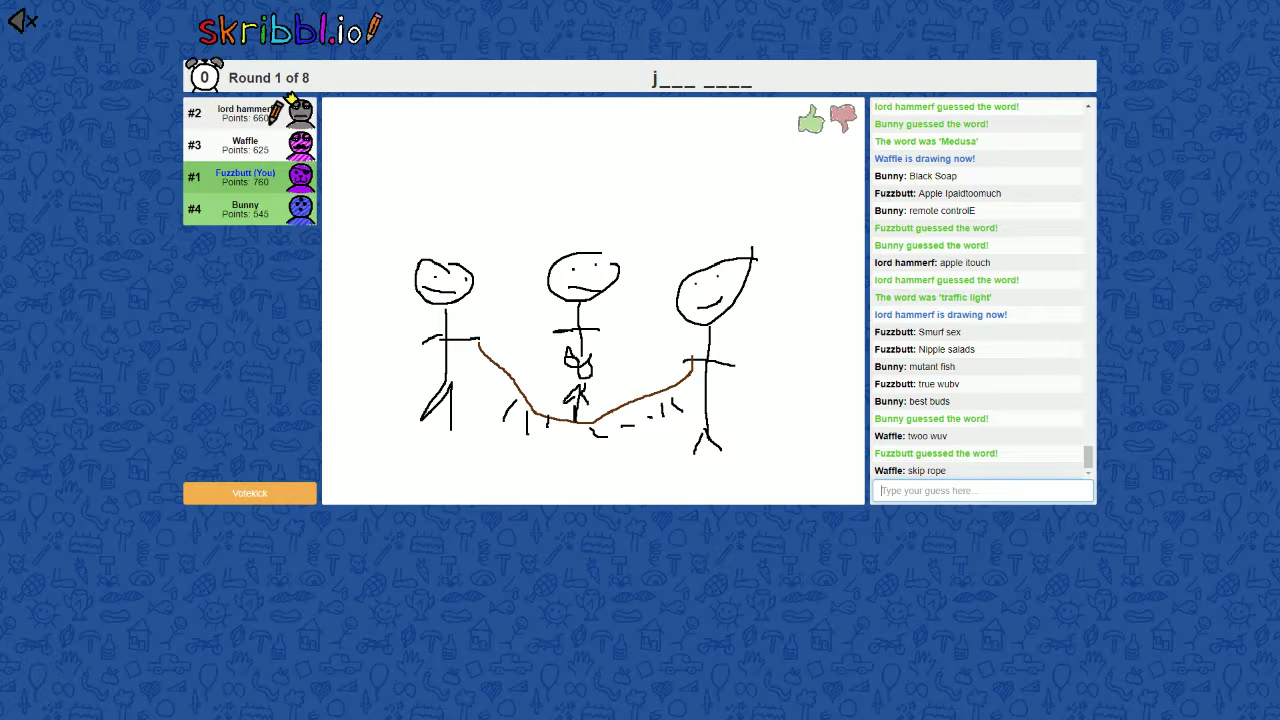 skribbl.io
0
Round 1 of 8
j___ ____
#2
lord hammerf
Points: 660
#3
Waffle
Points: 625
#1
Fuzzbutt (You)
Points: 760
#4
Bunny
Points: 545
Votekick
lord hammerf guessed the word!
Bunny guessed the word!
The word was 'Medusa'
Waffle is drawing now!
Bunny: Black Soap
Fuzzbutt: Apple Ipaidtoomuch
Bunny: remote controlE
Fuzzbutt guessed the word!
Bunny guessed the word!
lord hammerf: apple itouch
lord hammerf guessed the word!
The word was 'traffic light'
lord hammerf is drawing now!
Fuzzbutt: Smurf sex
Fuzzbutt: Nipple salads
Bunny: mutant fish
Fuzzbutt: true wubv
Bunny: best buds
Bunny guessed the word!
Waffle: twoo wuv
Fuzzbutt guessed the word!
Waffle: skip rope
Type your guess here...